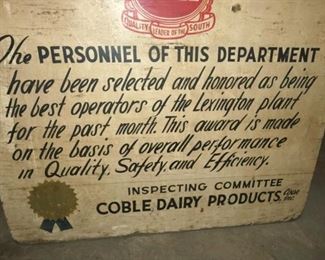 QUALITY LEADER OF THE SOUTH
The PERSONNEL OF THIS DEPARTMENT
have been selected and honored as being
the best operators of the Lexington plant
for the past month. This award is made
on the basis of overall performance
in Quality, Safety, and Efficiency.
INSPECTING COMMITTEE
COBLE DAIRY PRODUCTS, Coop. Inc.